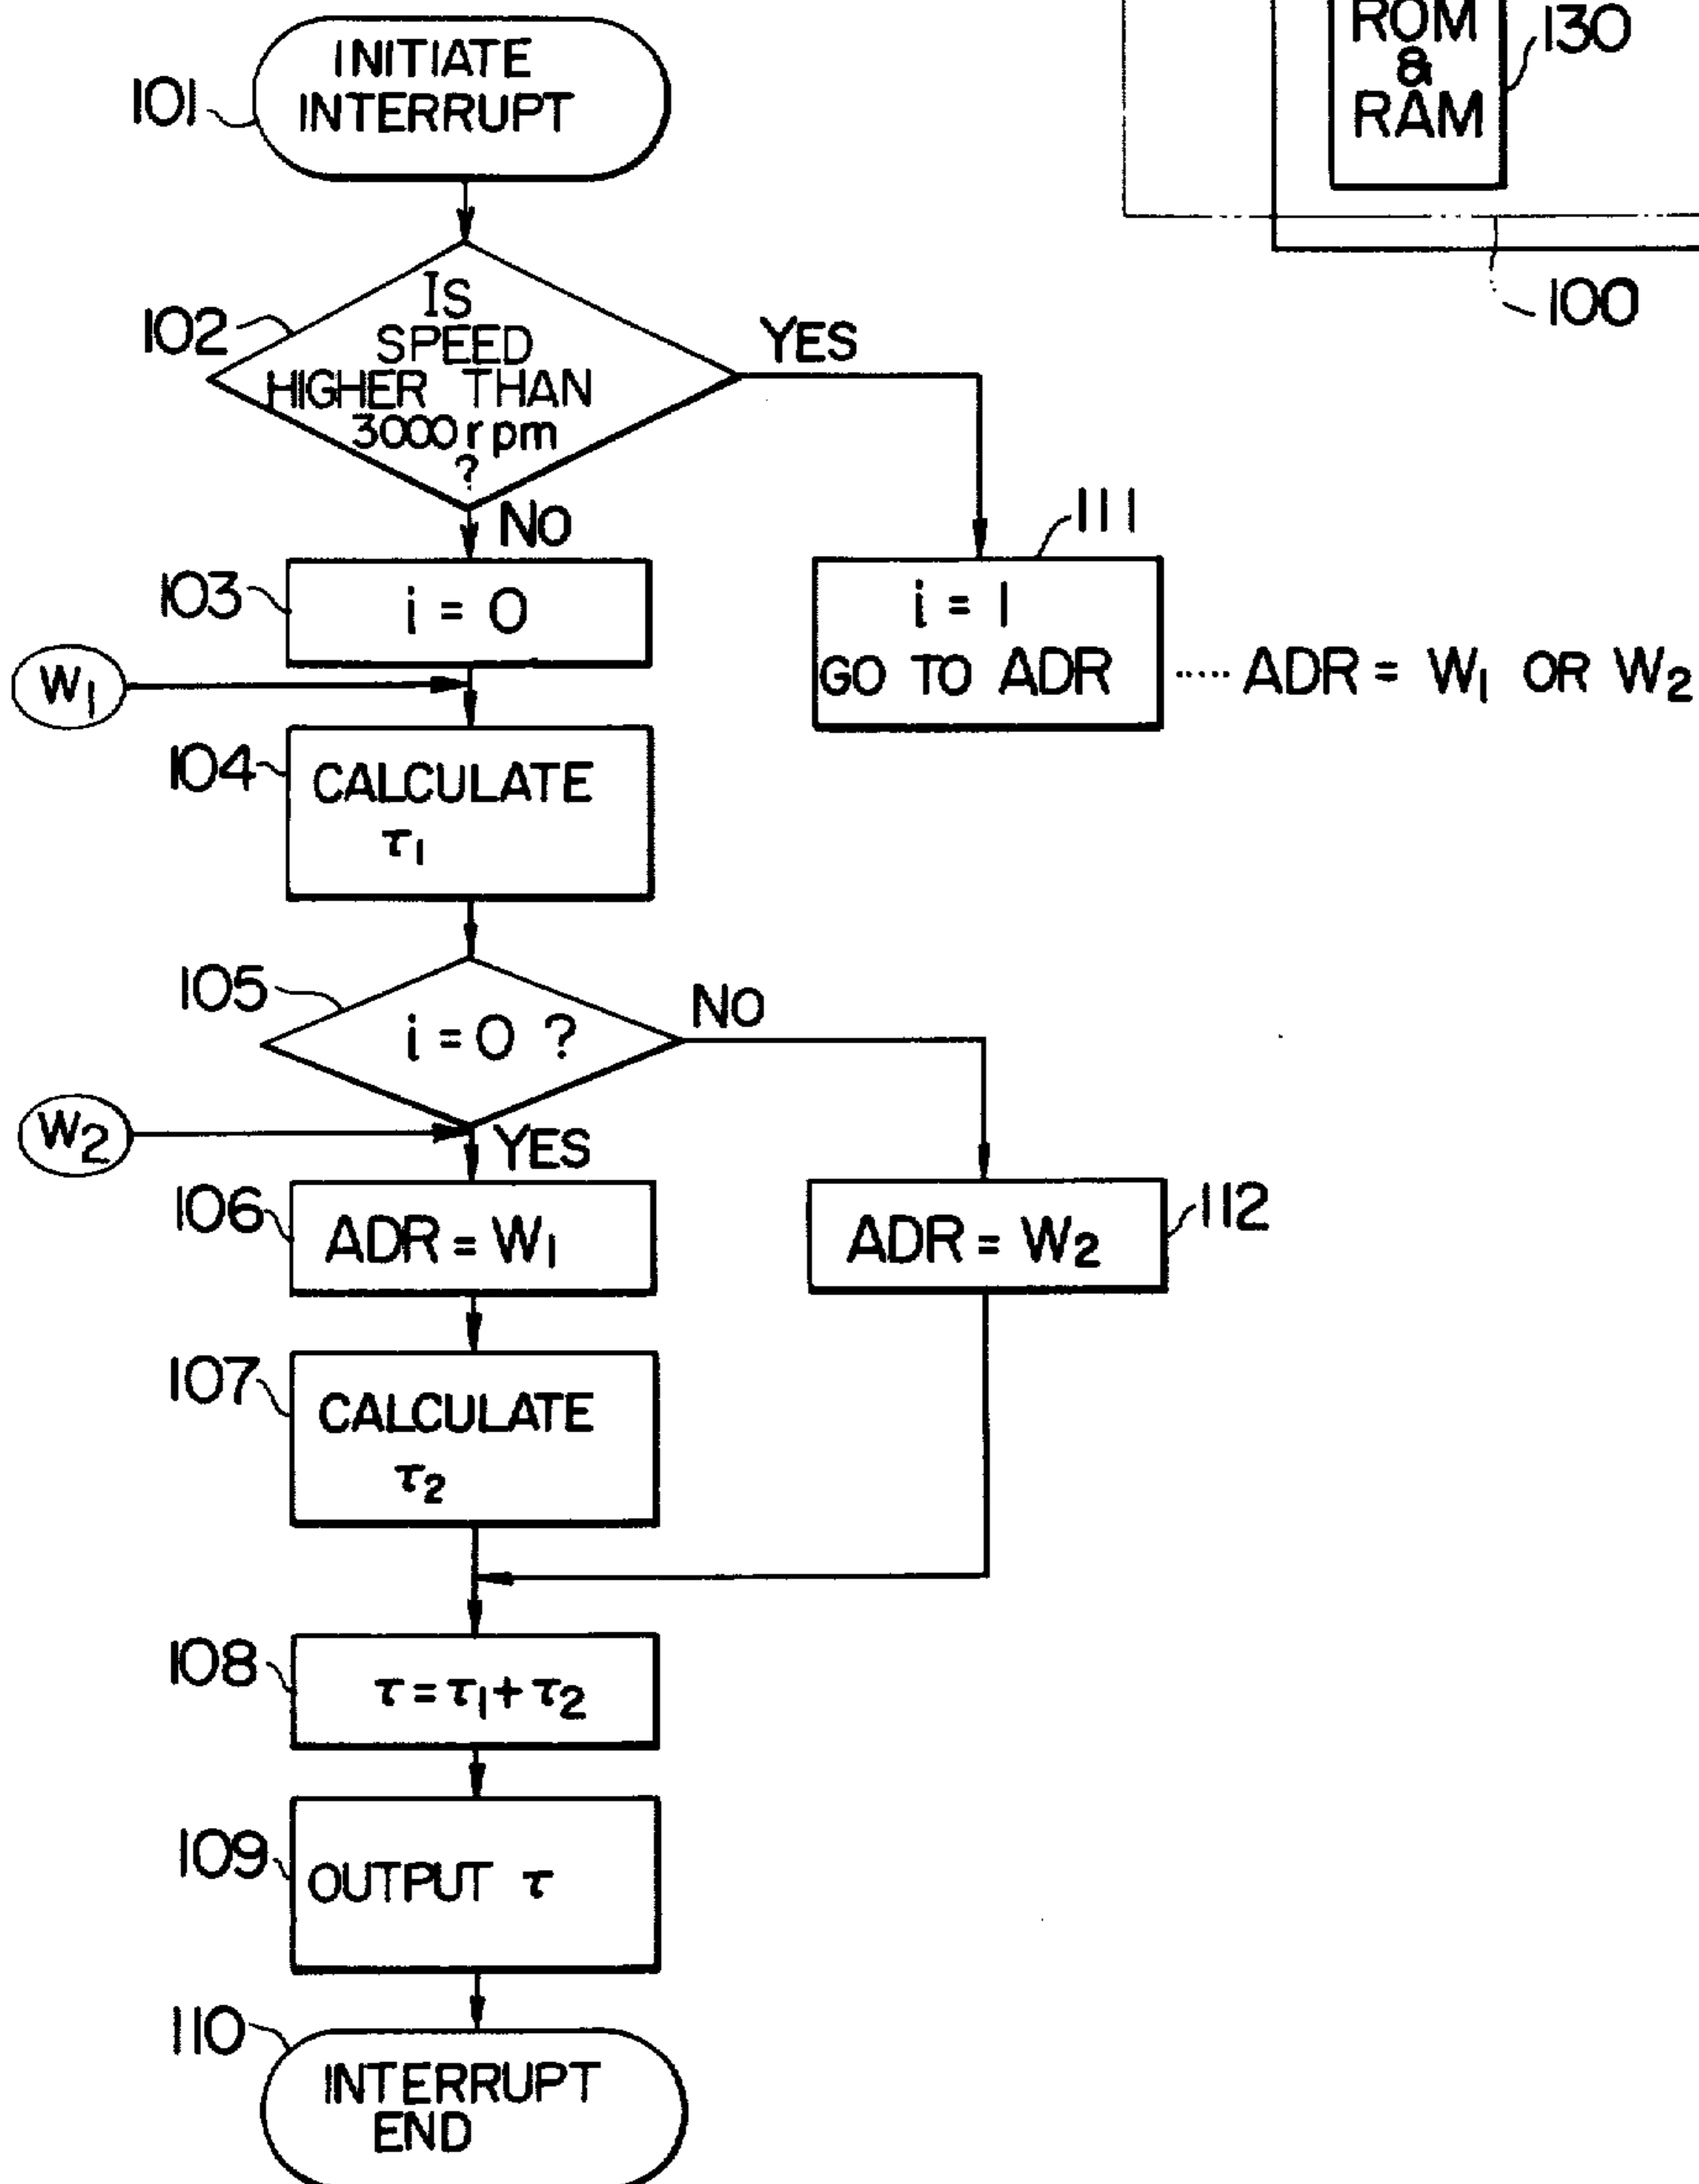 ROM
&
RAM
130
100
101
INITIATE
INTERRUPT
102
Is
SPEED
HIGHER THAN
3000 rpm
?
YES
NO
103
i = 0
111
i = 1
GO TO ADR ..... ADR = W1 OR W2
W1
104
CALCULATE
τ1
105
i = 0 ?
NO
W2
YES
106
ADR = W1
ADR = W2
112
107
CALCULATE
τ2
108
τ = τ1 + τ2
109
OUTPUT τ
110
INTERRUPT
END